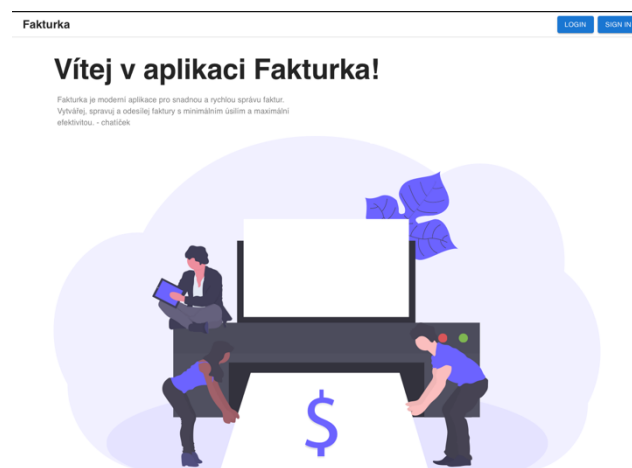 Fakturka
LOGIN
SIGN IN
Vítej v aplikaci Fakturka!
Fakturka je moderní aplikace pro snadnou a rychlou správu faktur.
Vytvářej, spravuj a odesílej faktury s minimálním úsilím a maximální
efektivitou. - chatíček
$